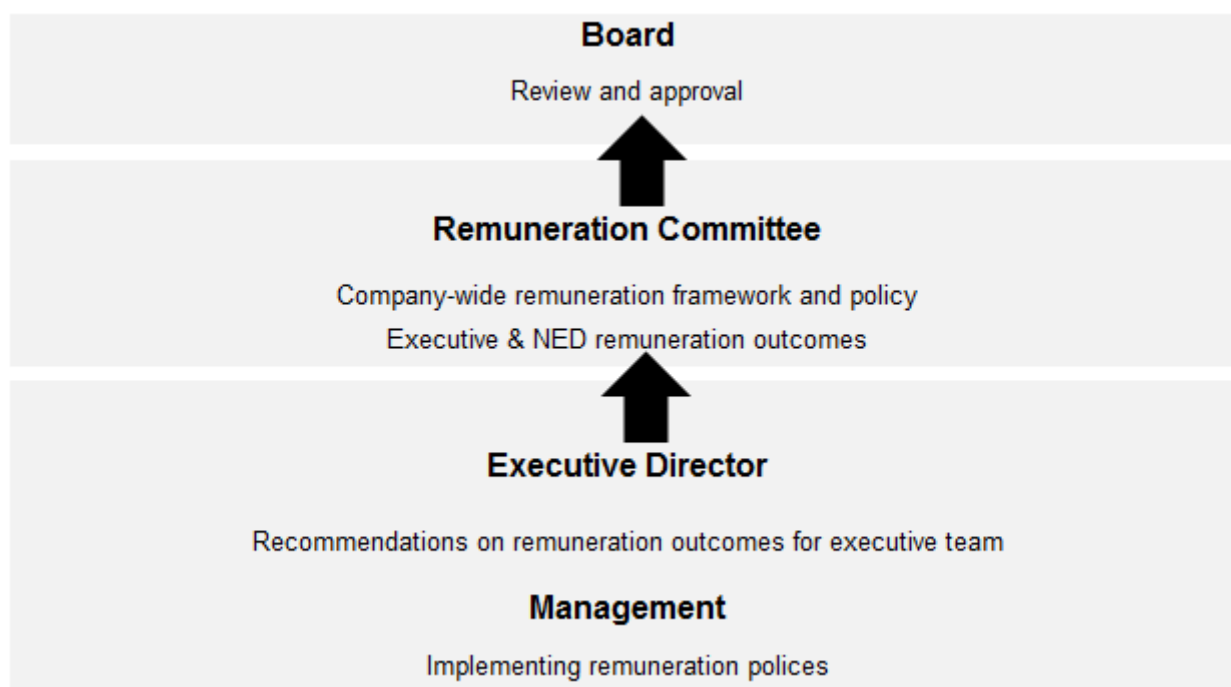 Board
Review and approval
Remuneration Committee
Company-wide remuneration framework and policy
Executive & NED remuneration outcomes
Executive Director
Recommendations on remuneration outcomes for executive team
Management
Implementing remuneration polices